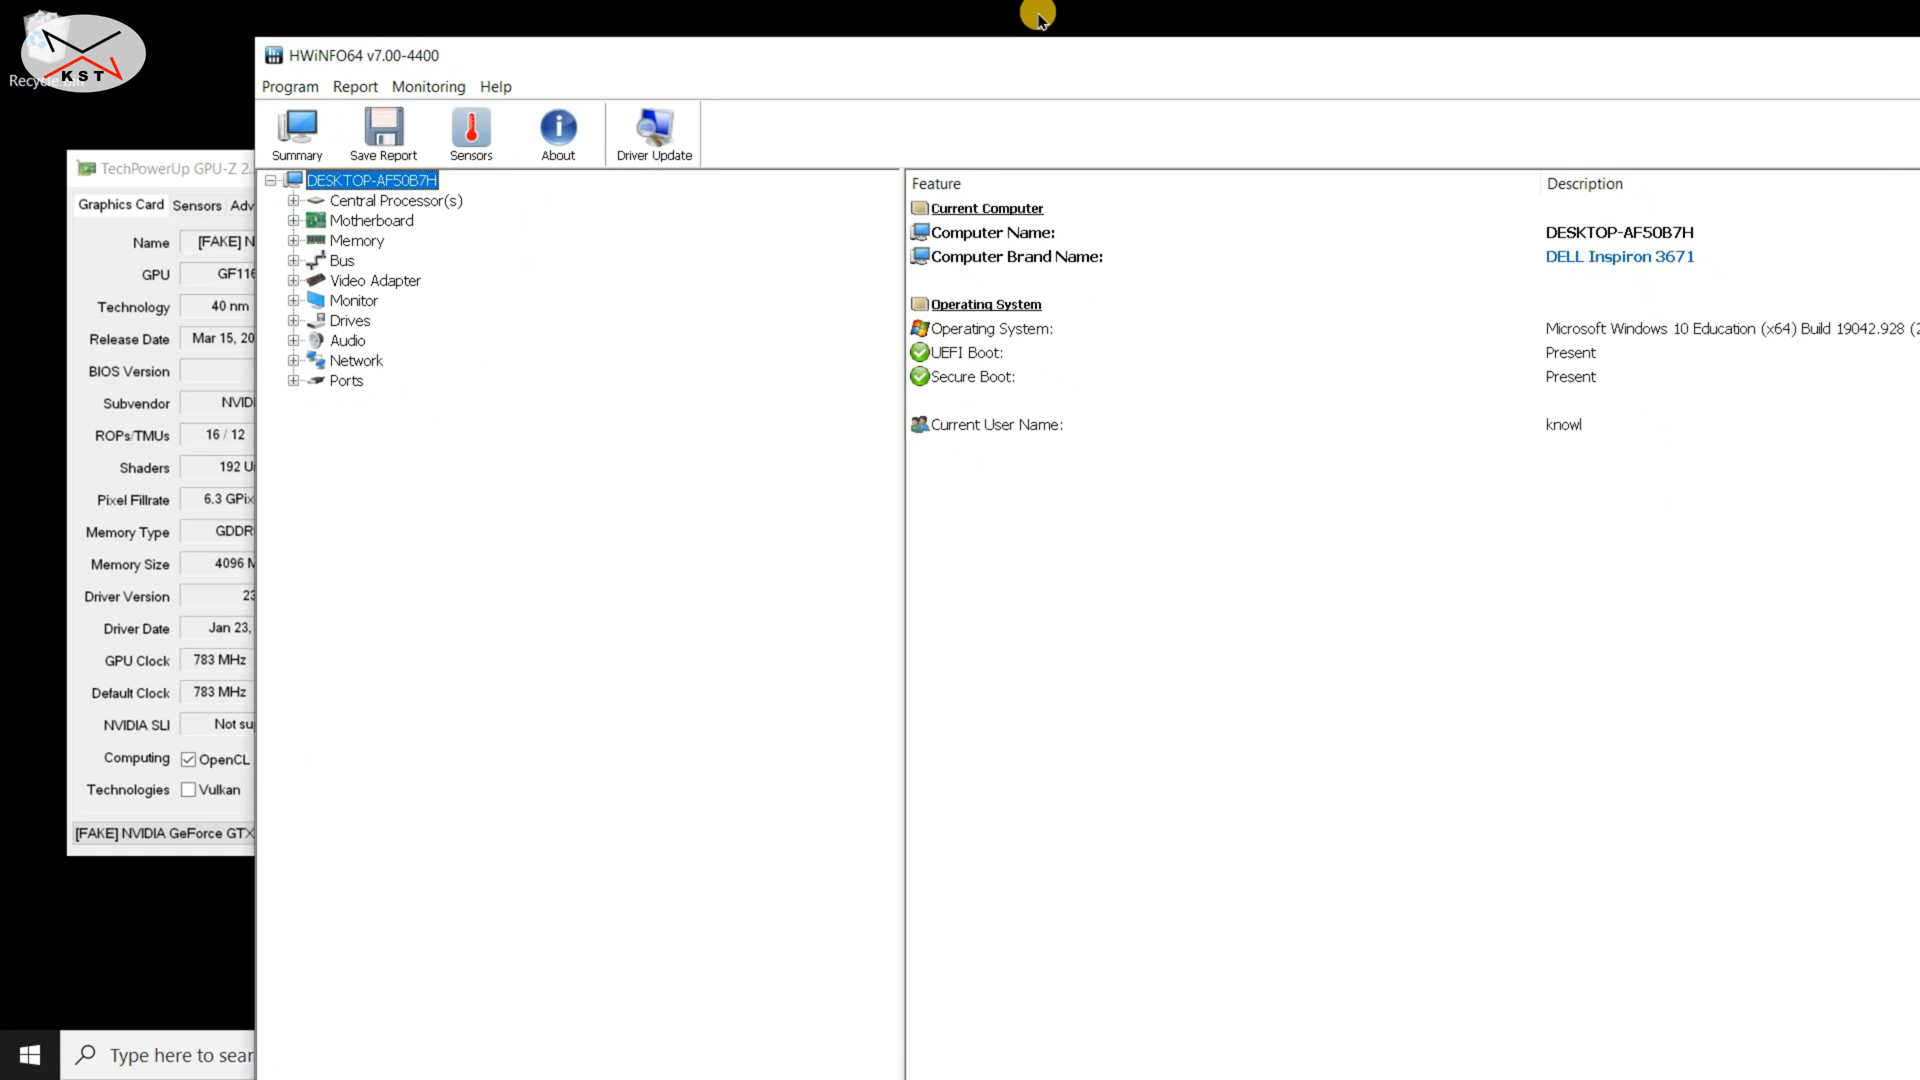 KST
HWiNFO64 v7.00-4400
Program Report Monitoring Help
Summary Save Report Sensors About Driver Update
TechPowerUp GPU-Z 2.
Graphics Card Sensors Adv
Name [FAKE] N
GPU GF116
Technology 40 nm
Release Date Mar 15, 20
BIOS Version
Subvendor NVID
ROPs/TMUs 16 / 12
Shaders 192 U
Pixel Fillrate 6.3 GPix
Memory Type GDDR
Memory Size 4096 M
Driver Version 23
Driver Date Jan 23,
GPU Clock 783 MHz
Default Clock 783 MHz
NVIDIA SLI Not su
Computing OpenCL
Technologies Vulkan
[FAKE] NVIDIA GeForce GTX
DESKTOP-AF50B7H
Central Processor(s)
Motherboard
Memory
Bus
Video Adapter
Monitor
Drives
Audio
Network
Ports
Feature Description
Current Computer
Computer Name: DESKTOP-AF50B7H
Computer Brand Name: DELL Inspiron 3671
Operating System
Operating System: Microsoft Windows 10 Education (x64) Build 19042.928 (2
UEFI Boot: Present
Secure Boot: Present
Current User Name: knowl
Type here to sear